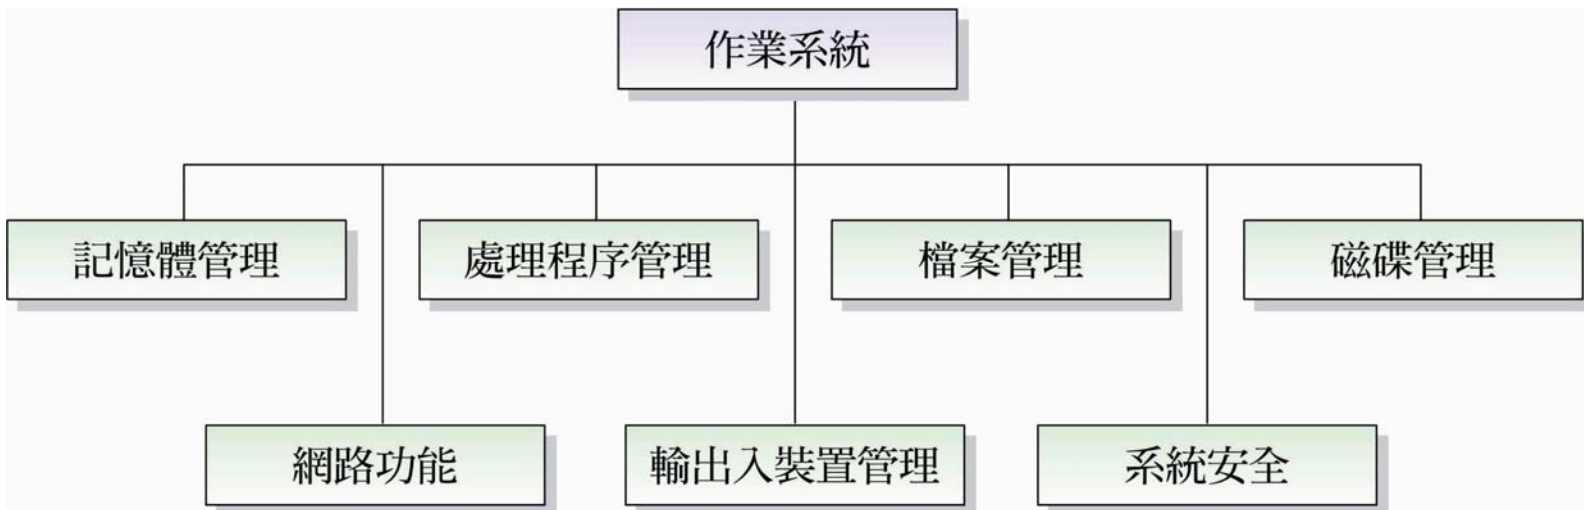 作業系統
記憶體管理
處理程序管理
檔案管理
磁碟管理
網路功能
輸出入裝置管理
系統安全